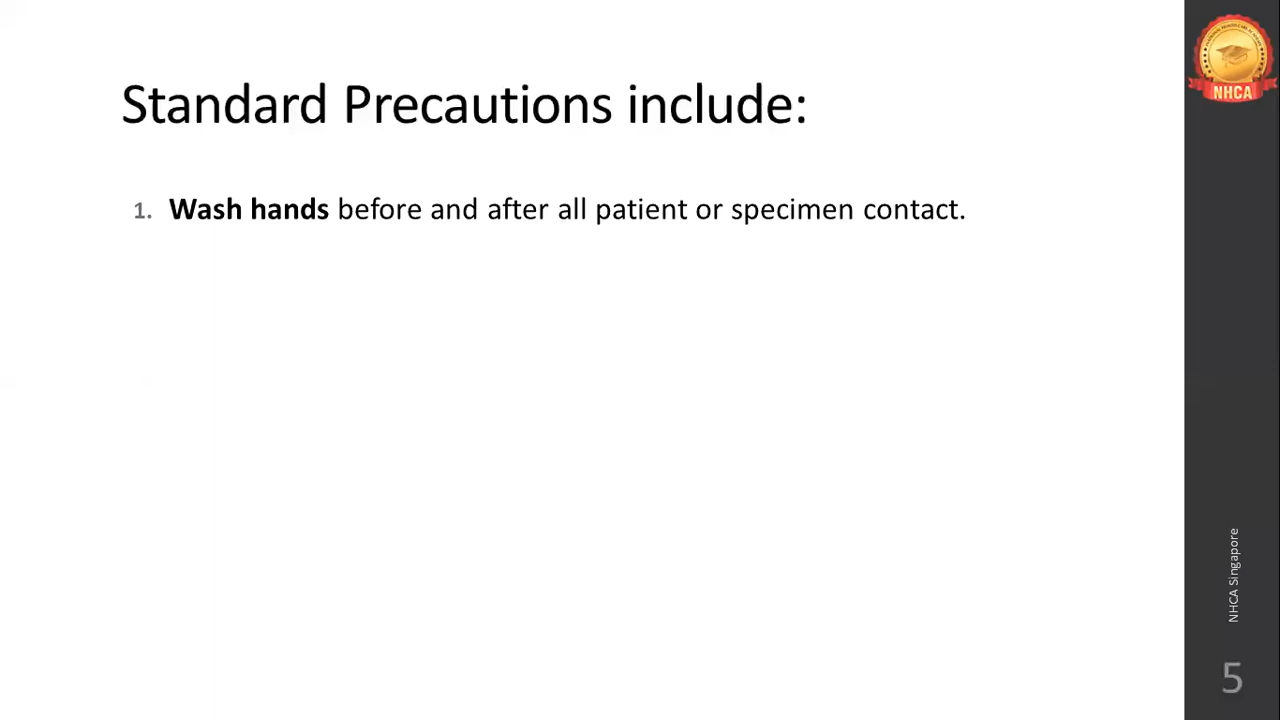 Standard Precautions include:
1. Wash hands before and after all patient or specimen contact.
NHCA
NHCA Singapore
5